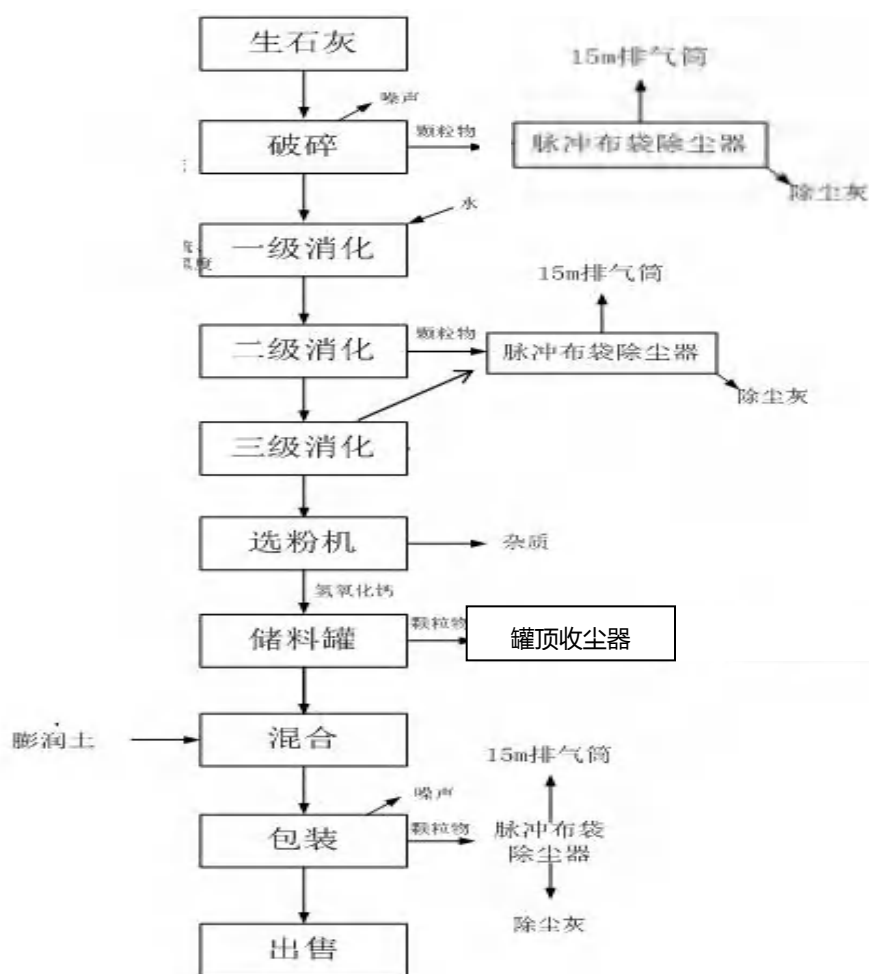 生石灰
15m排气筒
噪声
破碎
颗粒物
脉冲布袋除尘器
除尘灰
水
一级消化
度
15m排气筒
二级消化
颗粒物
脉冲布袋除尘器
除尘灰
三级消化
选粉机
杂质
氢氧化钙
储料罐
颗粒物
罐顶收尘器
膨润土
混合
15m排气筒
噪声
包装
颗粒物
脉冲布袋
除尘器
除尘灰
出售